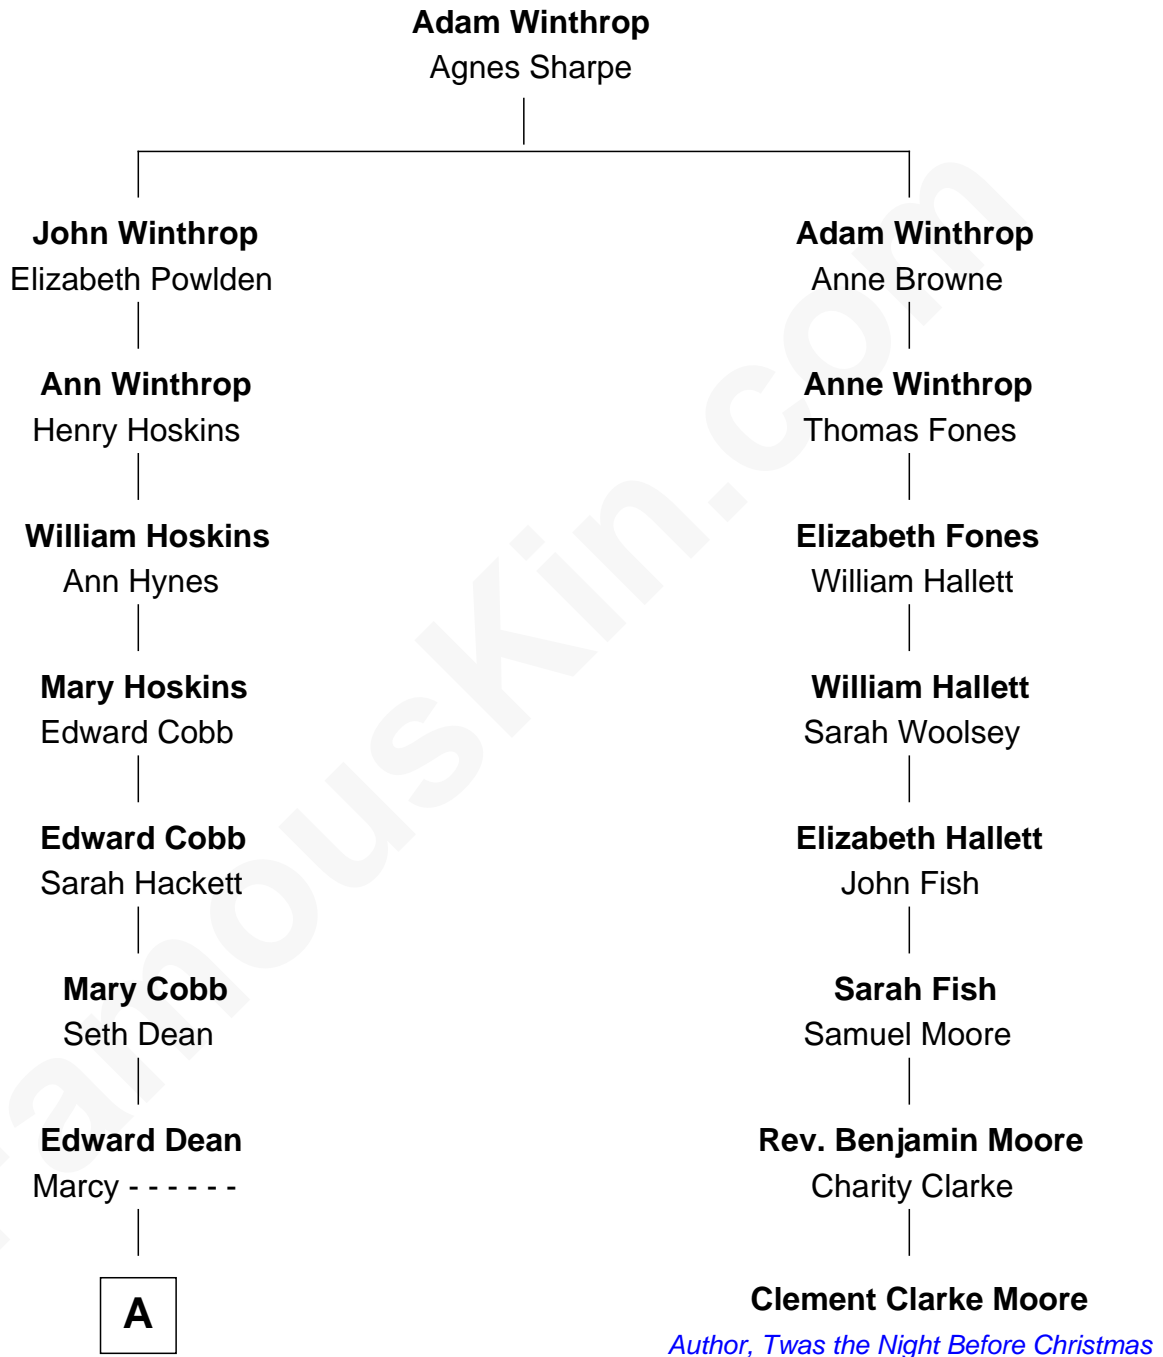 Adam Winthrop
Agnes Sharpe
John Winthrop
Elizabeth Powlden
Adam Winthrop
Anne Browne
Ann Winthrop
Henry Hoskins
Anne Winthrop
Thomas Fones
William Hoskins
Ann Hynes
Elizabeth Fones
William Hallett
Mary Hoskins
Edward Cobb
William Hallett
Sarah Woolsey
Edward Cobb
Sarah Hackett
Elizabeth Hallett
John Fish
Mary Cobb
Seth Dean
Sarah Fish
Samuel Moore
Edward Dean
Marcy - - - - - -
Rev. Benjamin Moore
Charity Clarke
A
Clement Clarke Moore
Author, Twas the Night Before Christmas
FamousKin.com